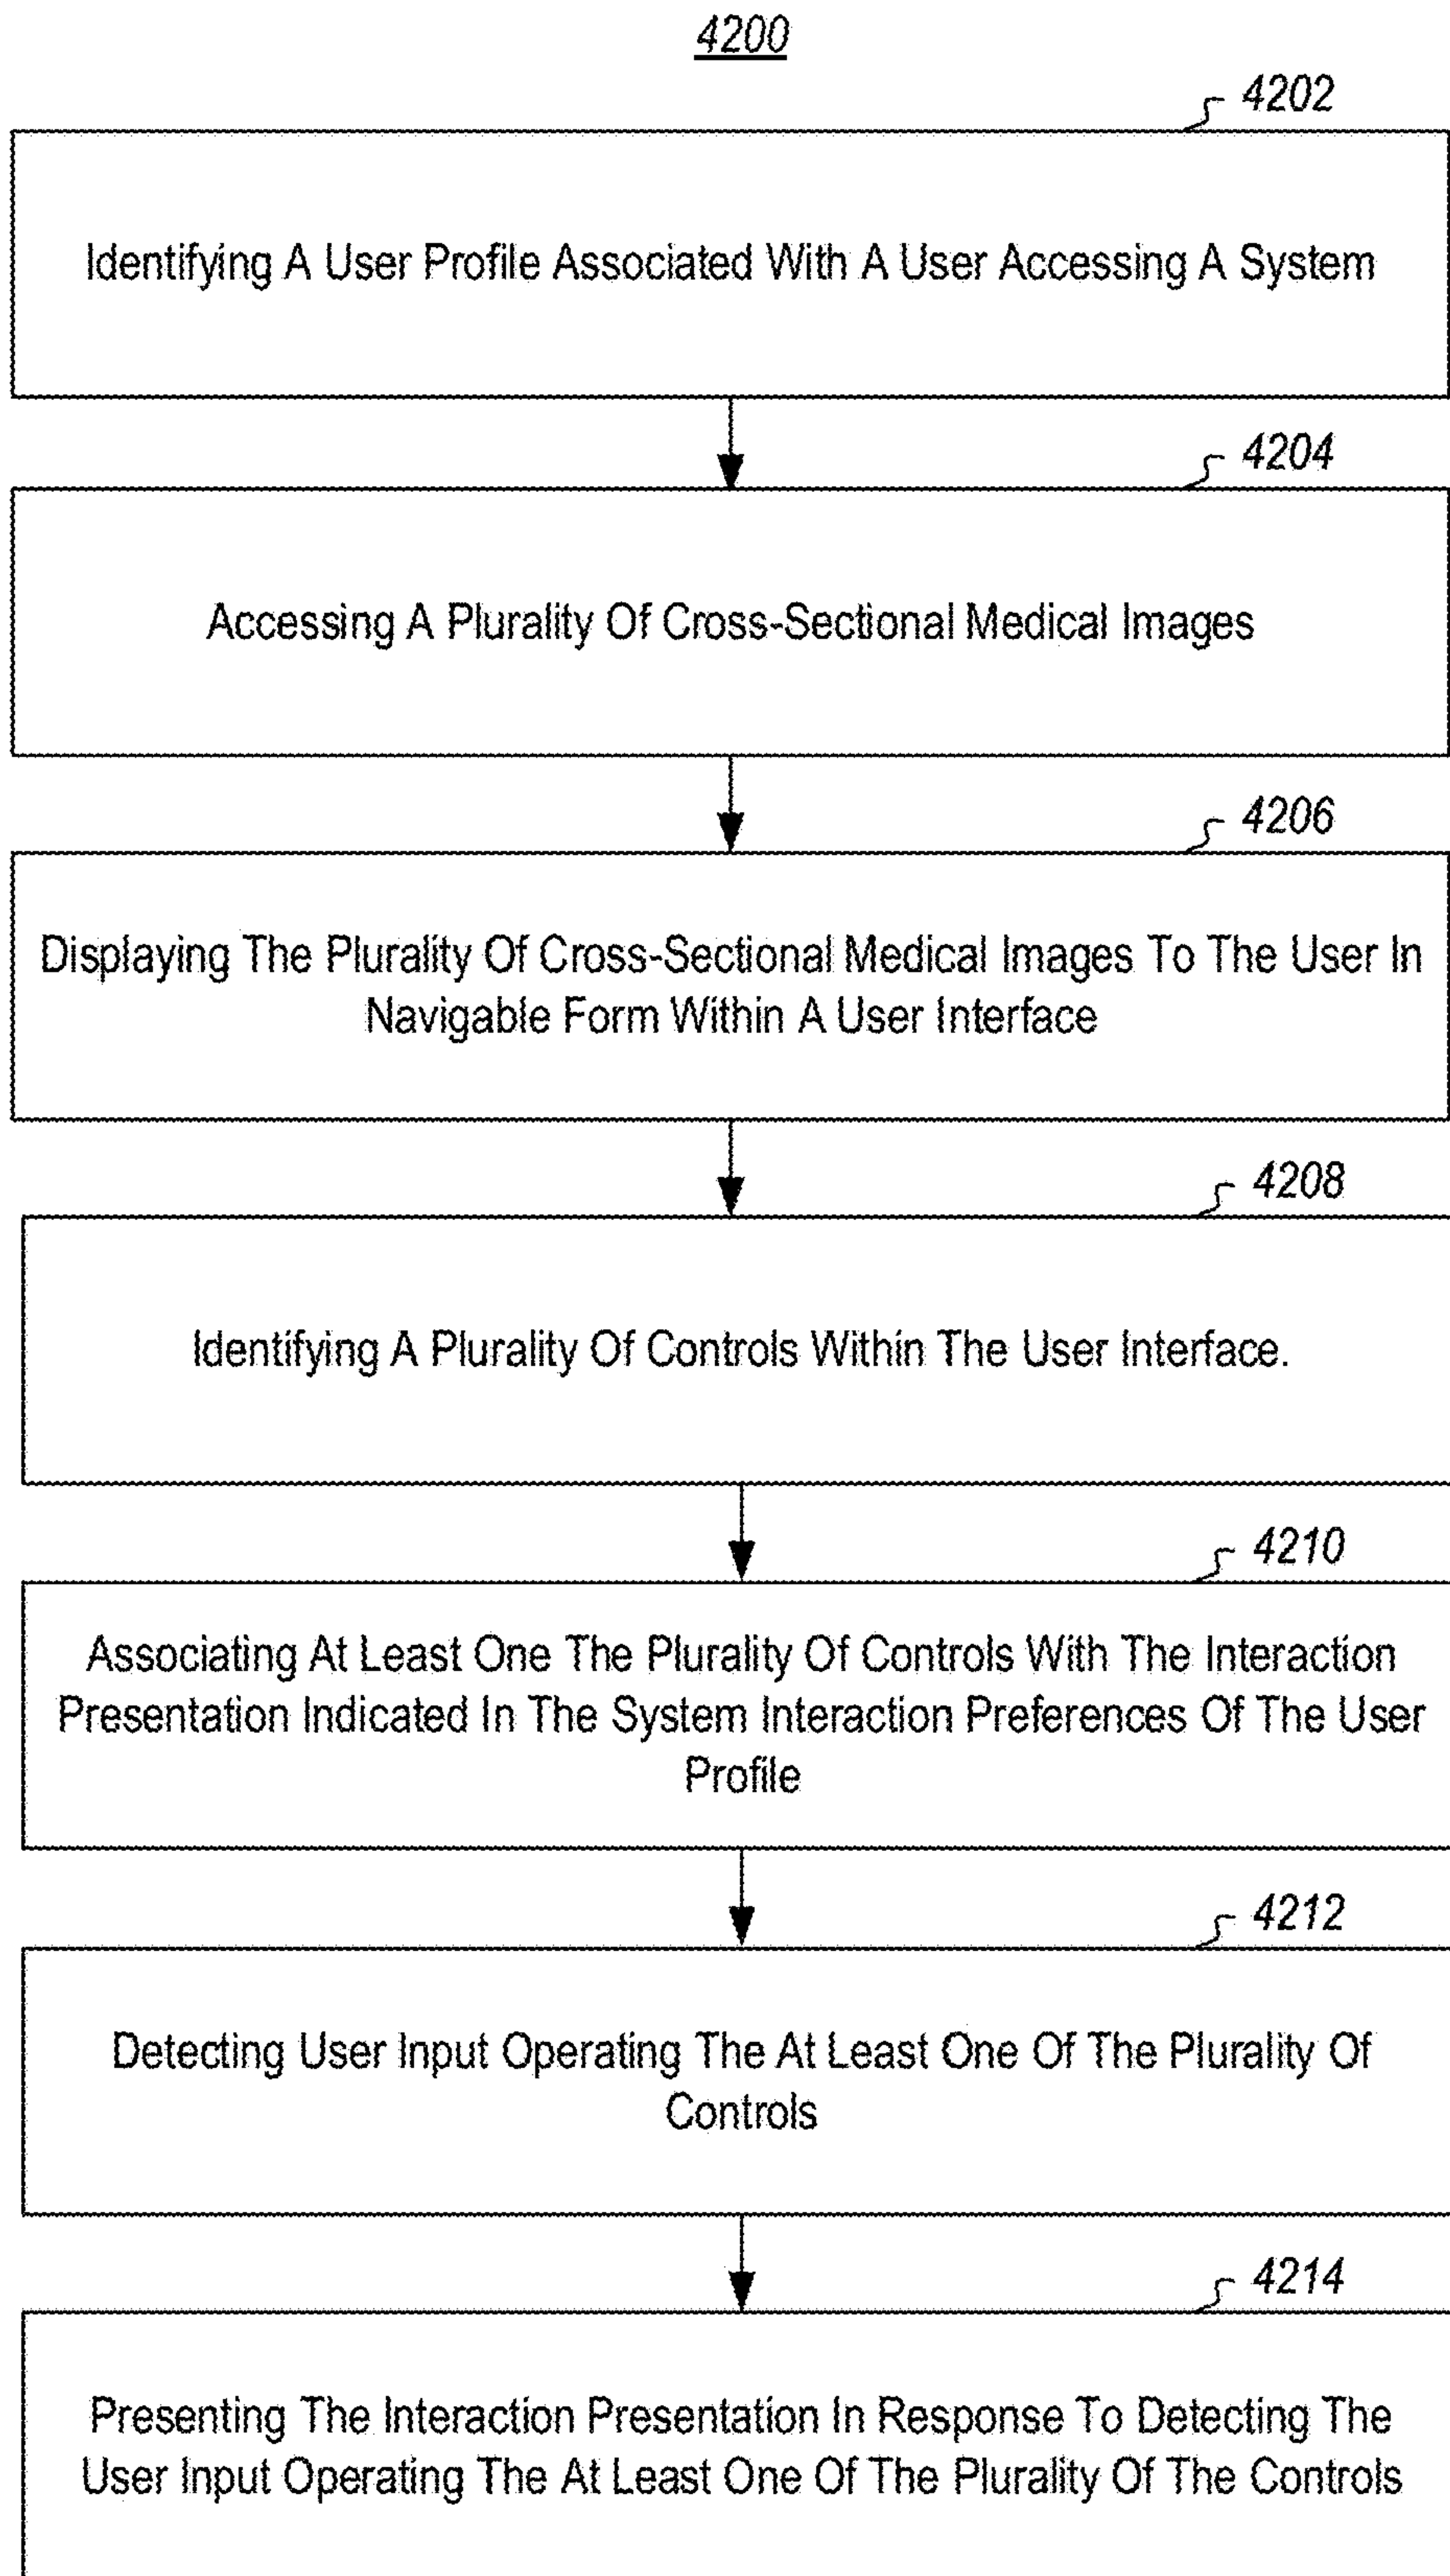 4200
4202
Identifying A User Profile Associated With A User Accessing A System
4204
Accessing A Plurality Of Cross-Sectional Medical Images
4206
Displaying The Plurality Of Cross-Sectional Medical Images To The User In
Navigable Form Within A User Interface
4208
Identifying A Plurality Of Controls Within The User Interface.
4210
Associating At Least One The Plurality Of Controls With The Interaction
Presentation Indicated In The System Interaction Preferences Of The User
Profile
4212
Detecting User Input Operating The At Least One Of The Plurality Of
Controls
4214
Presenting The Interaction Presentation In Response To Detecting The
User Input Operating The At Least One Of The Plurality Of The Controls